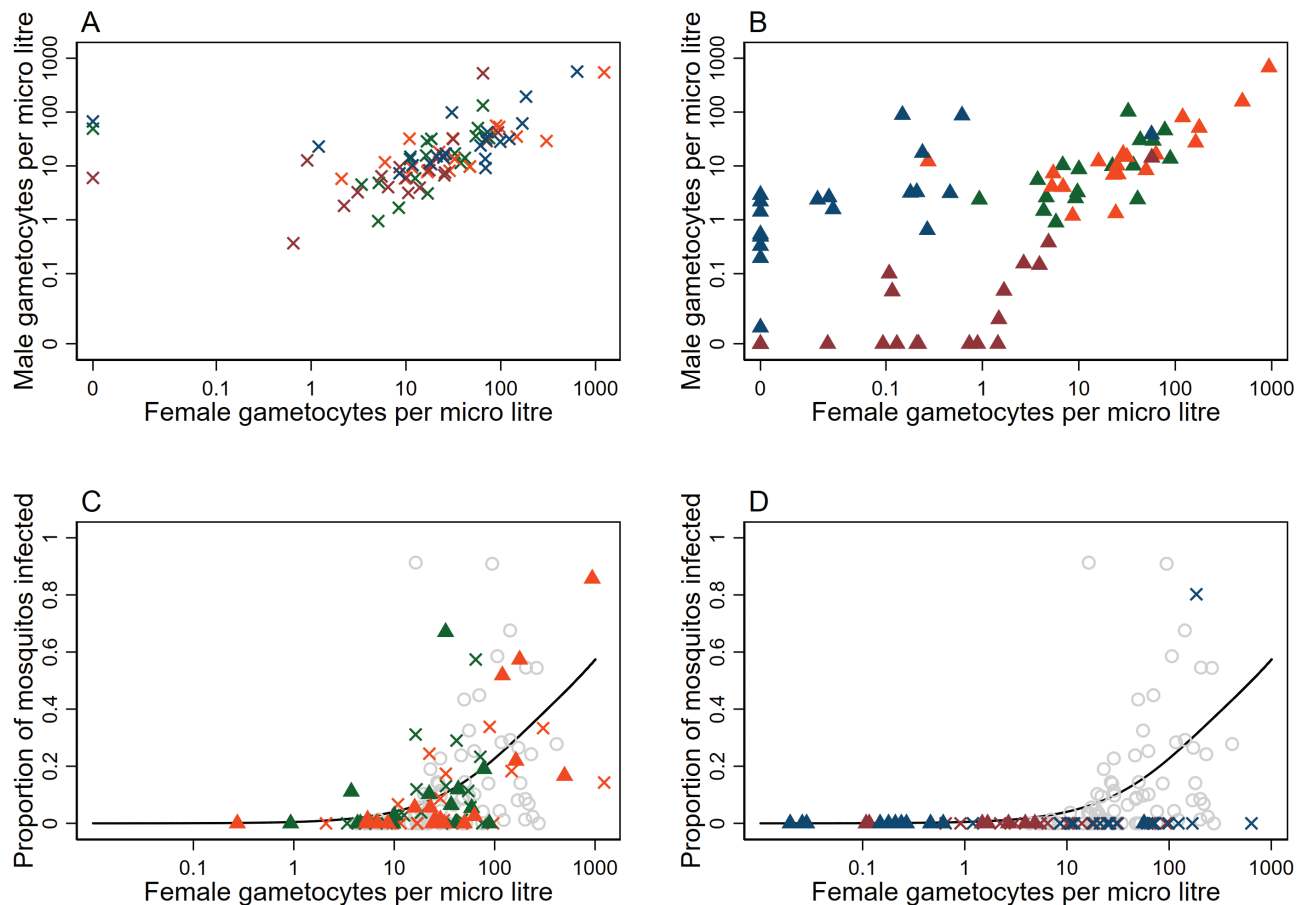 A
Male gametocytes per micro litre
1000
100
10
1
0.1
0
0 0.1 1 10 100 1000
Female gametocytes per micro litre
B
Male gametocytes per micro litre
1000
100
10
1
0.1
0
0 0.1 1 10 100 1000
Female gametocytes per micro litre
C
Proportion of mosquitos infected
1
0.8
0.6
0.4
0.2
0
0.1 1 10 100 1000
Female gametocytes per micro litre
D
Proportion of mosquitos infected
1
0.8
0.6
0.4
0.2
0
0.1 1 10 100 1000
Female gametocytes per micro litre